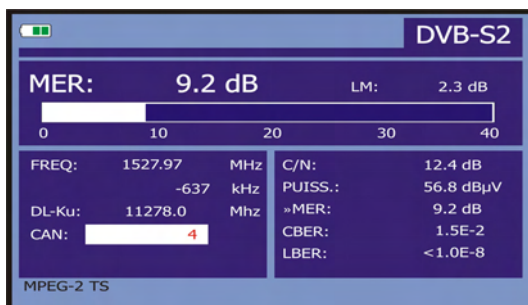 DVB-S2
MER: 9.2 dB LM: 2.3 dB
0 10 20 30 40
FREQ: 1527.97 MHz
-637 kHz
DL-Ku: 11278.0 Mhz
CAN: 4
C/N: 12.4 dB
PUISS.: 56.8 dBµV
»MER: 9.2 dB
CBER: 1.5E-2
LBER: <1.0E-8
MPEG-2 TS